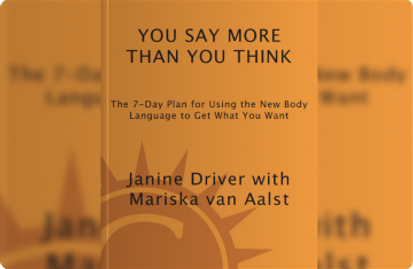 YOU SAY MORE
THAN YOU THINK
The 7-Day Plan for Using the New Body
Language to Get What You Want
Janine Driver with
Mariska van Aalst